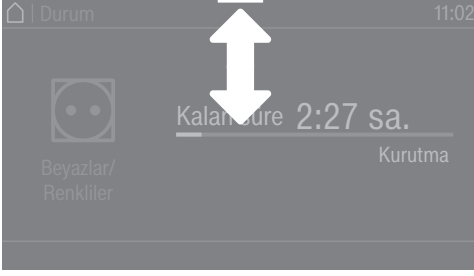 Durum 11:02
Kalan süre 2:27 sa.
Kurutma
Beyazlar/
Renkliler